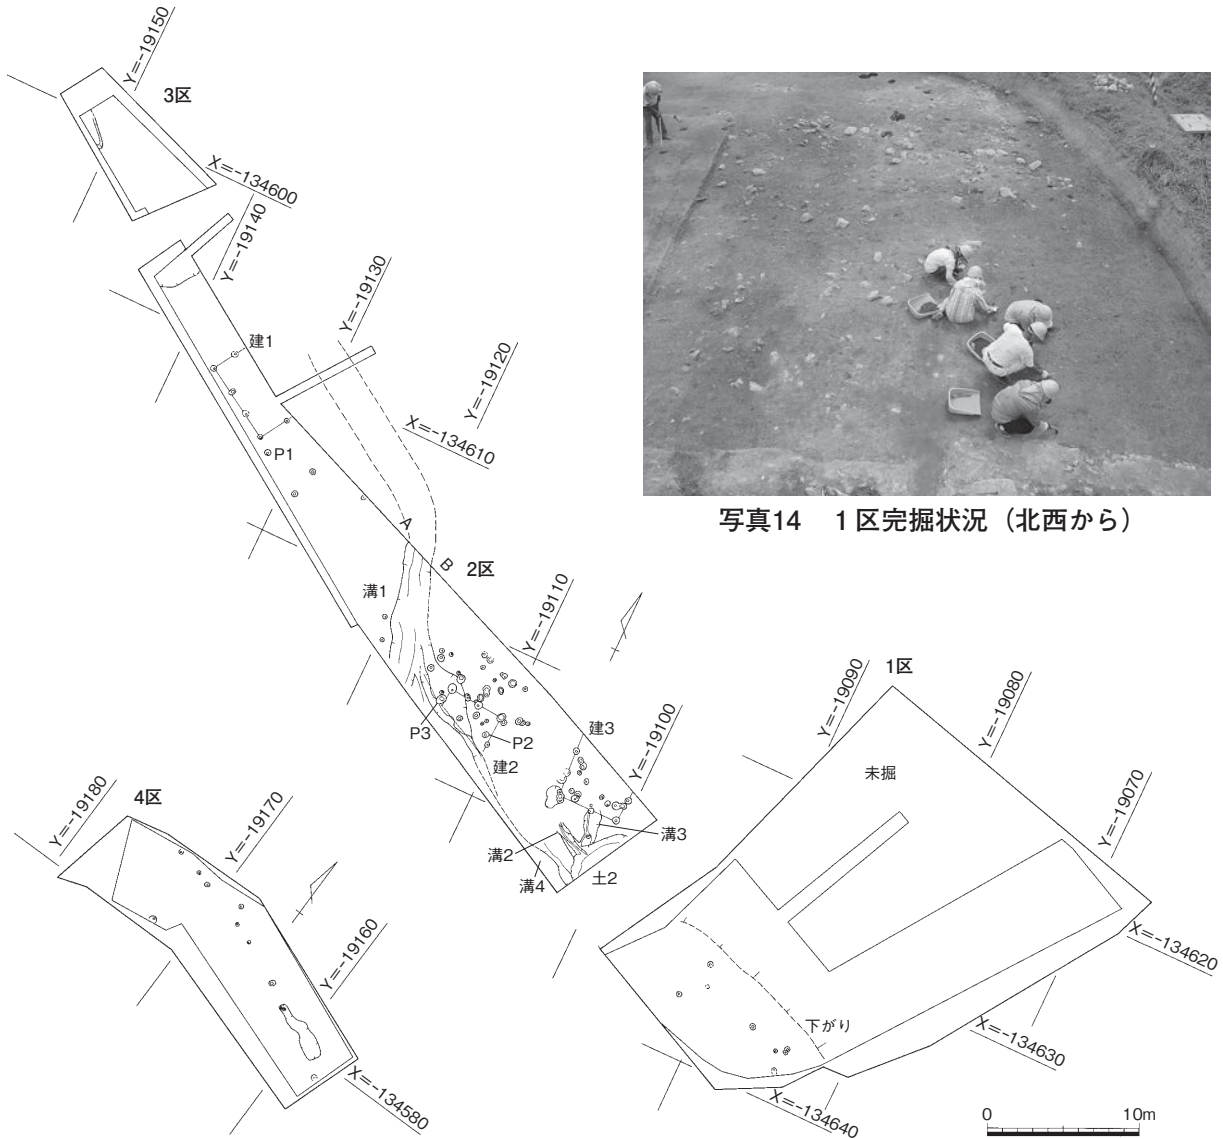 Y=-19150
3区
X=-134600
Y=-19140
Y=-19130
建1
Y=-19120
X=-134610
P1
写真14 1区完掘状況（北西から）
A
B
2区
溝1
Y=-19110
Y=-19090
1区
Y=-19080
P3
P2
建3
Y=-19100
建2
未掘
Y=-19180
4区
Y=-19170
Y=-19070
溝3
溝2
溝4
土2
Y=-19160
X=-134620
下がり
X=-134630
X=-134580
X=-134640
0
10m